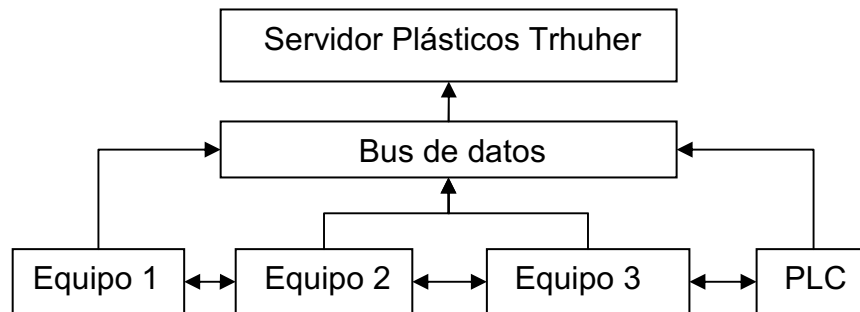 Servidor Plásticos Trhuher
Bus de datos
Equipo 1
Equipo 2
Equipo 3
PLC